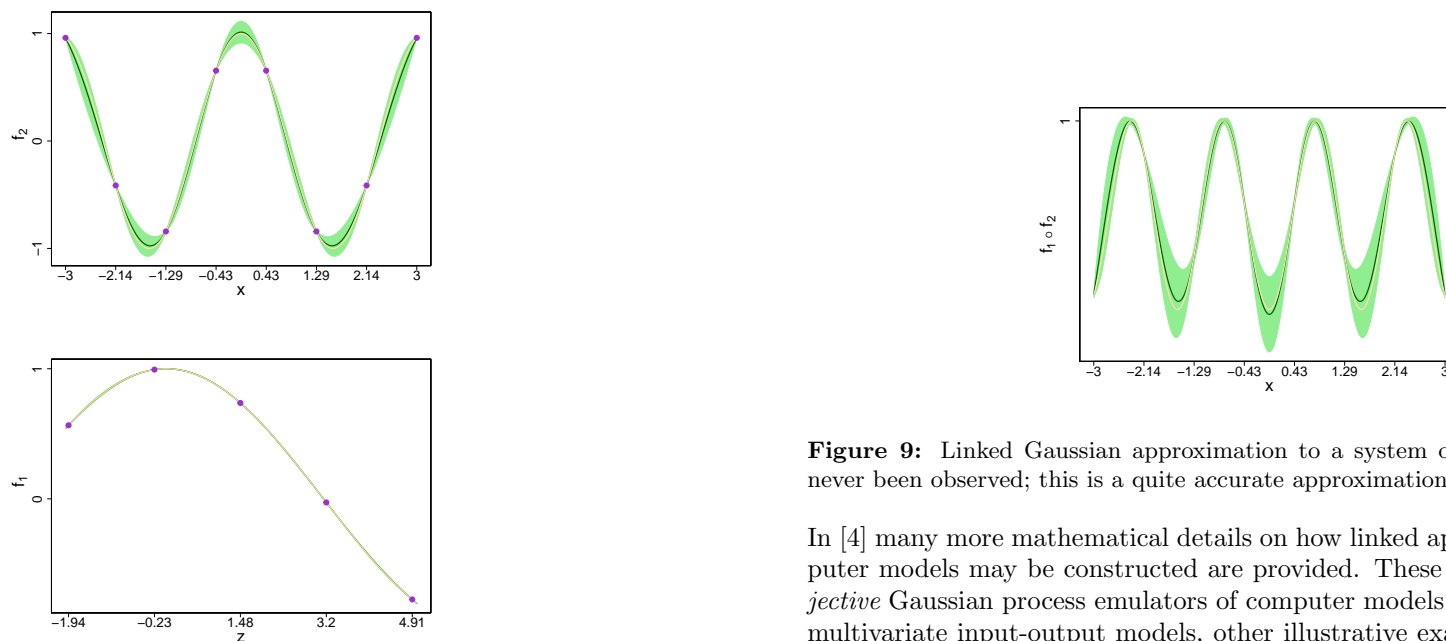 1
f2
0
−1
−3 −2.14 −1.29 −0.43 0.43 1.29 2.14 3
x
1
f1
0
−1.94 −0.23 1.48 3.2 4.91
z
1
f1 ∘ f2
−3 −2.14 −1.29 −0.43 0.43 1.29 2.14 3
x
Figure 9: Linked Gaussian approximation to a system o
never been observed; this is a quite accurate approximation
In [4] many more mathematical details on how linked ap
puter models may be constructed are provided. These
jective Gaussian process emulators of computer models
multivariate input-output models, other illustrative exa